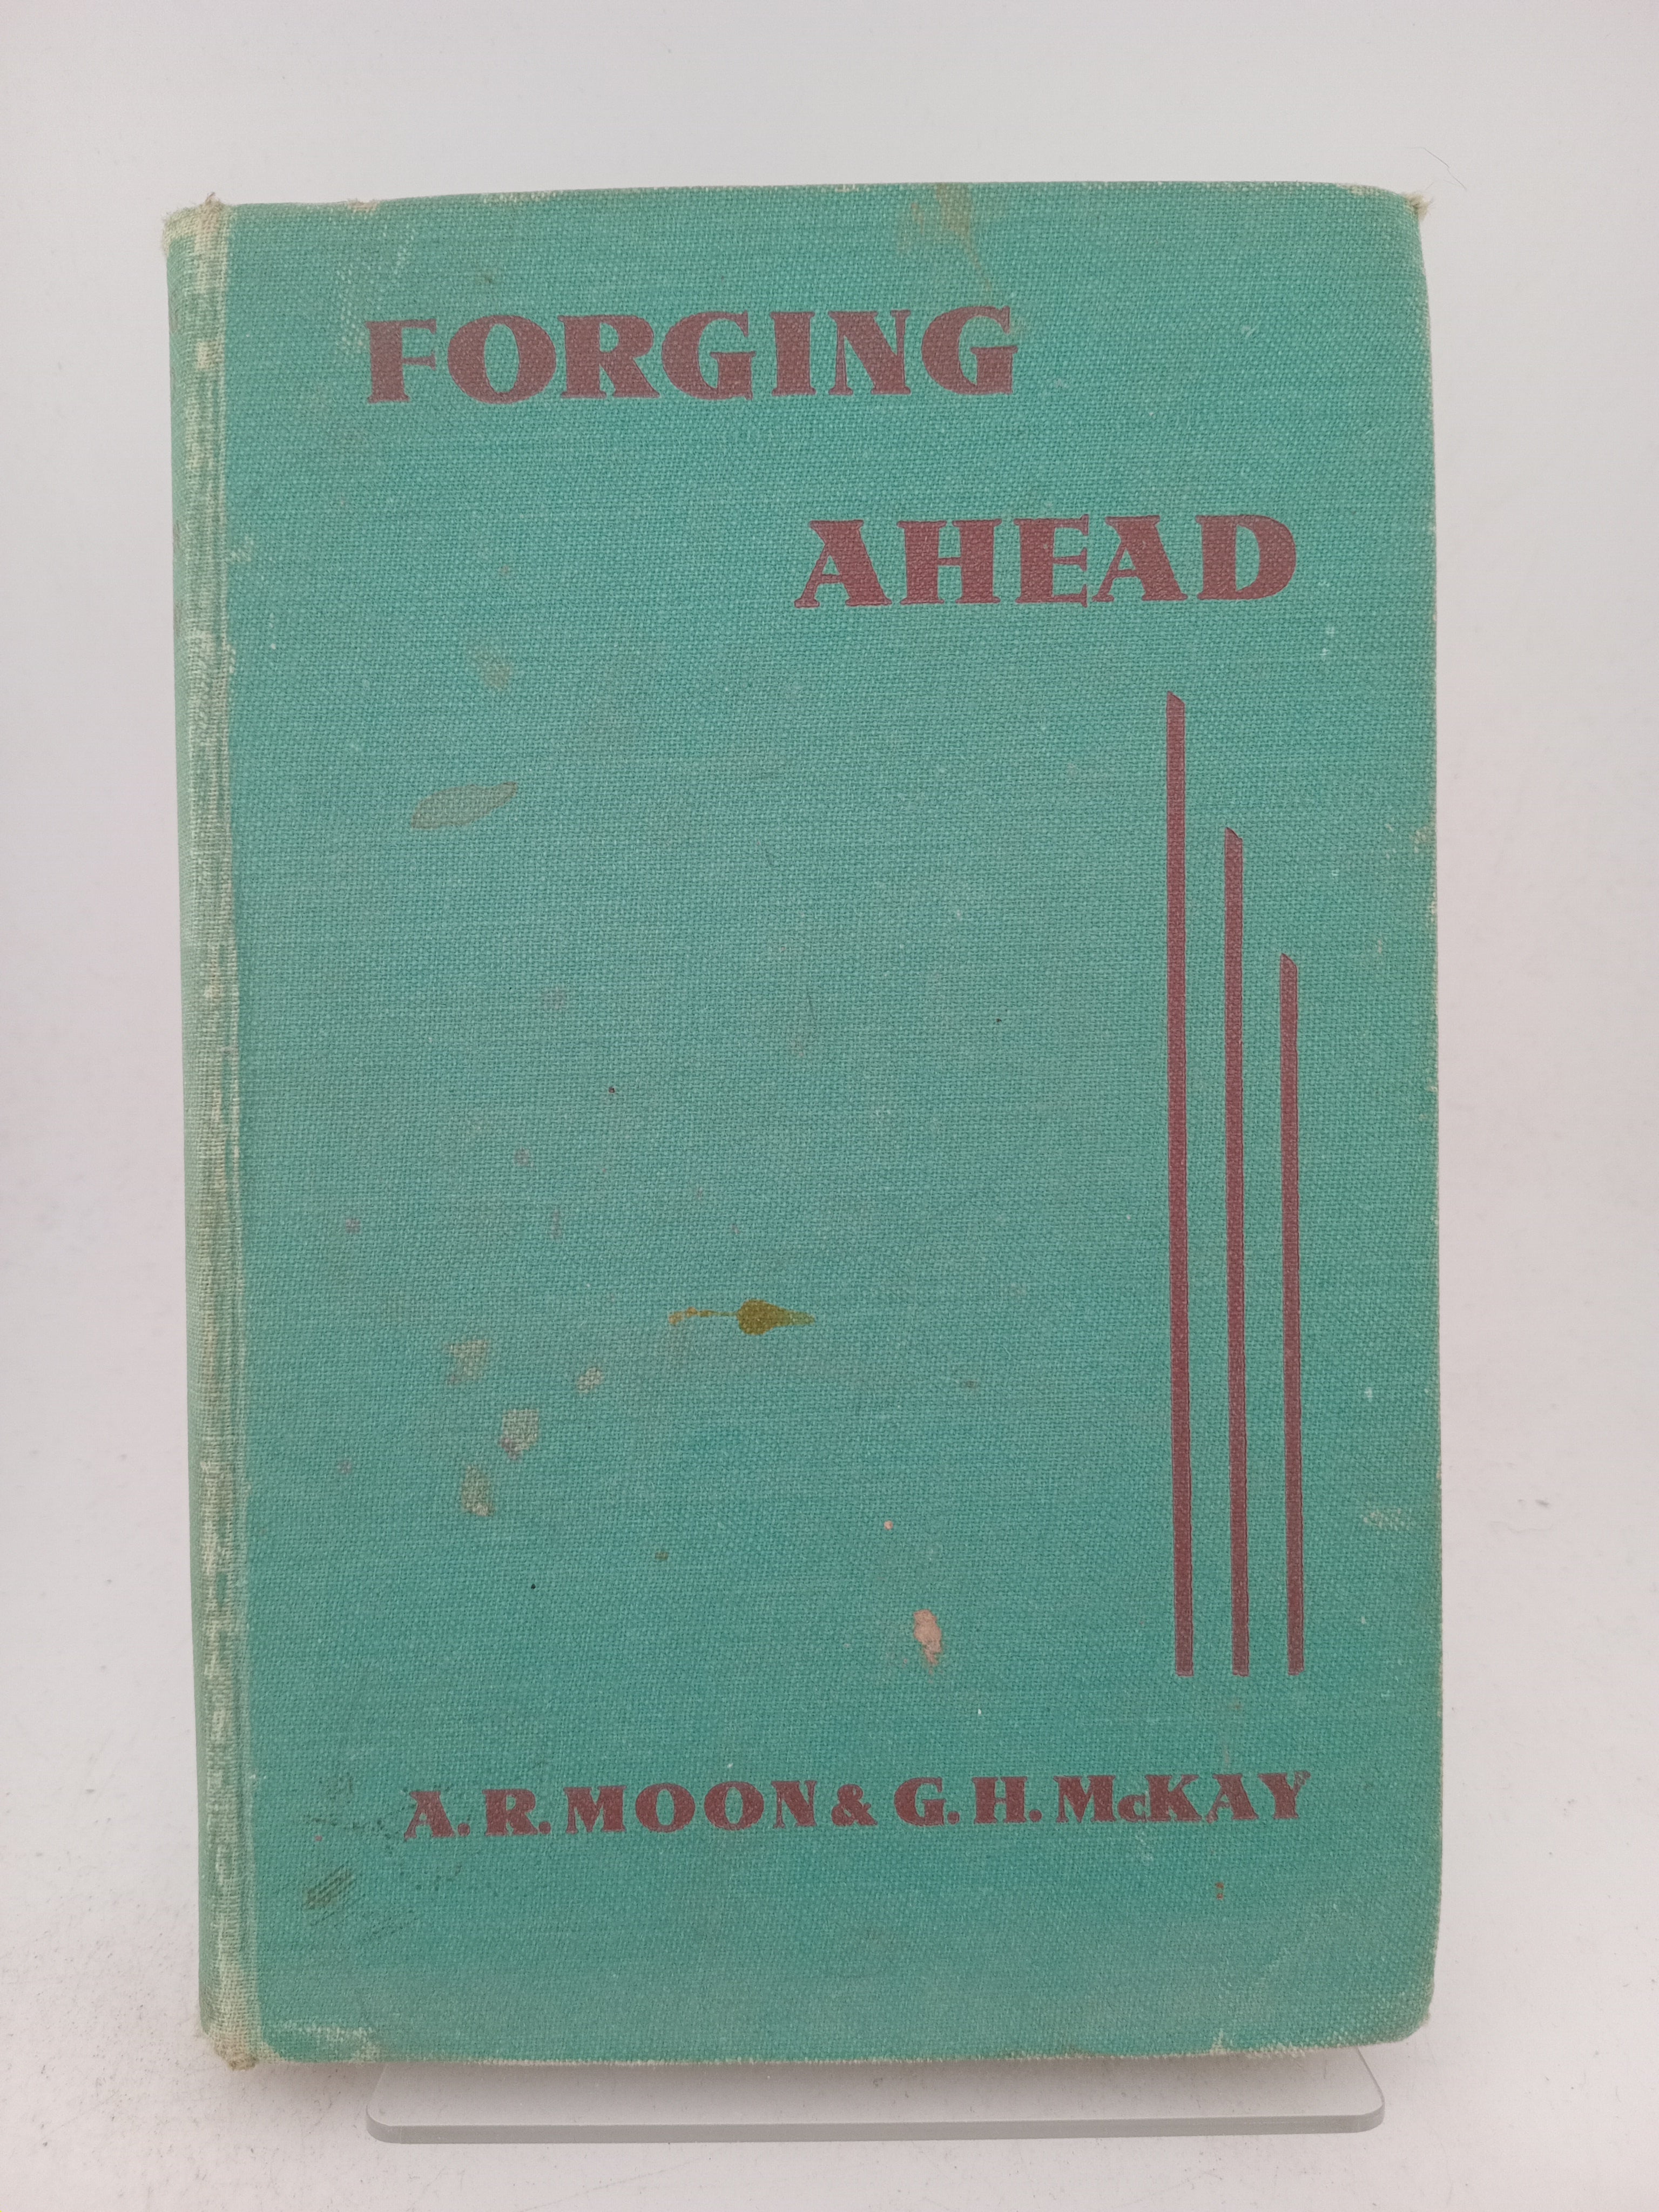 FORGING
AHEAD
A. R. MOON & G. H. McKAY